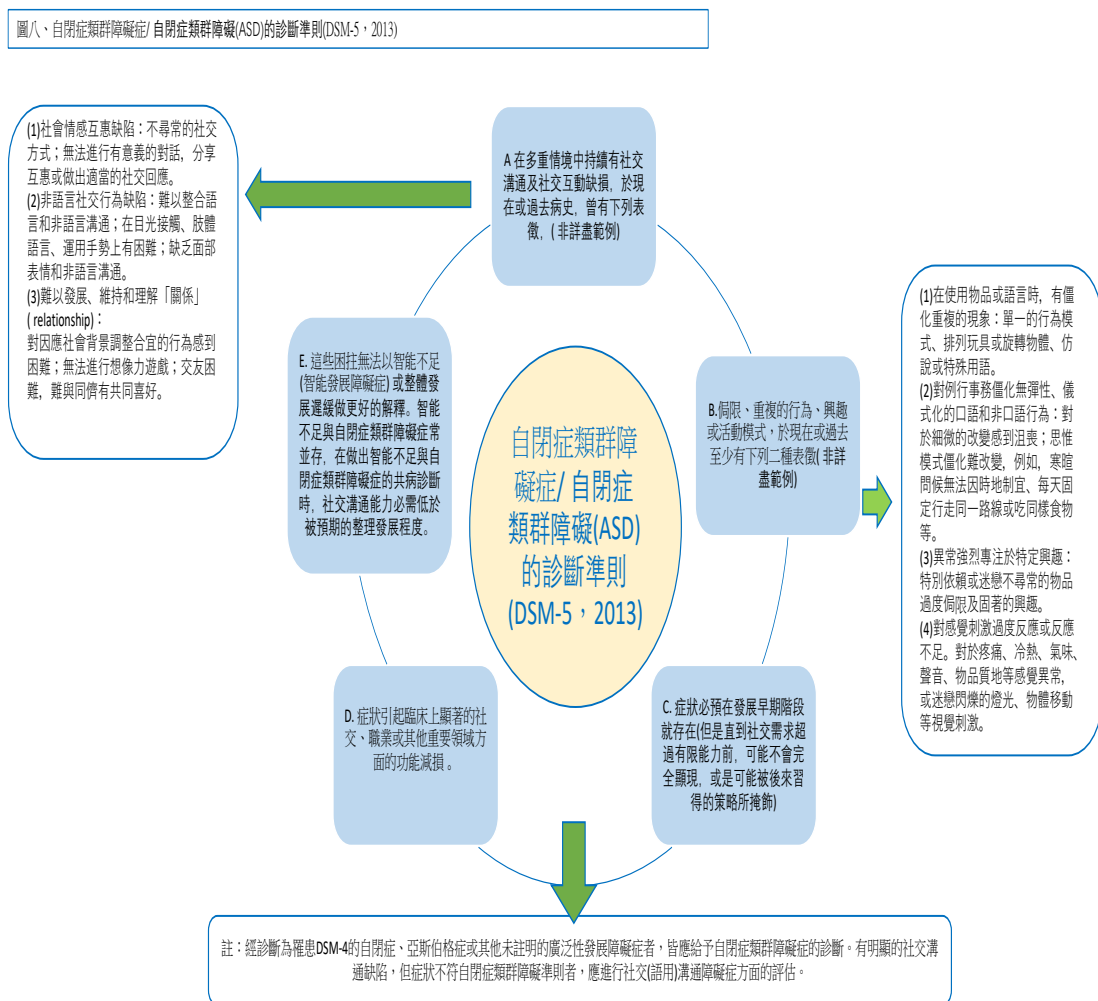 圖八、自閉症類群障礙症/ 自閉症類群障礙(ASD)的診斷準則(DSM-5，2013)
(1)社會情感互惠缺陷：不尋常的社交
方式；無法進行有意義的對話，分享
互惠或做出適當的社交回應。
(2)非語言社交行為缺陷：難以整合語
言和非語言溝通；在目光接觸、肢體
語言、運用手勢上有困難；缺乏面部
表情和非語言溝通。
(3)難以發展、維持和理解「關係」
( relationship)：
對因應社會背景調整合宜的行為感到
困難；無法進行想像力遊戲；交友困
難，難與同儕有共同喜好。
A 在多重情境中持續有社交
溝通及社交互動缺損，於現
在或過去病史，曾有下列表
徵，( 非詳盡範例)
B.侷限、重複的行為、興趣
或活動模式，於現在或過去
至少有下列二種表徵( 非詳
盡範例)
(1)在使用物品或語言時，有僵
化重複的現象：單一的行為模
式、排列玩具或旋轉物體、仿
說或特殊用語。
(2)對例行事務僵化無彈性、儀
式化的口語和非口語行為：對
於細微的改變感到沮喪；思惟
模式僵化難改變，例如，寒暄
問候無法因時地制宜、每天固
定行走同一路線或吃同樣食物
等。
(3)異常強烈專注於特定興趣：
特別依賴或迷戀不尋常的物品
過度侷限及固著的興趣。
(4)對感覺刺激過度反應或反應
不足。對於疼痛、冷熱、氣味、
聲音、物品質地等感覺異常，
或迷戀閃爍的燈光、物體移動
等視覺刺激。
C. 症狀必預在發展早期階段
就存在(但是直到社交需求超
過有限能力前，可能不會完
全顯現，或是可能被後來習
得的策略所掩飾)
D. 症狀引起臨床上顯著的社
交、職業或其他重要領域方
面的功能減損 。
E. 這些困拄無法以智能不足
(智能發展障礙症) 或整體發
展遲緩做更好的解釋。智能
不足與自閉症類群障礙症常
並存，在做出智能不足與自
閉症類群障礙症的共病診斷
時，社交溝通能力必需低於
被預期的整理發展程度。
自閉症類群障
礙症/ 自閉症
類群障礙(ASD)
的診斷準則
(DSM-5，2013)
註：經診斷為罹患DSM-4的自閉症、亞斯伯格症或其他未註明的廣泛性發展障礙症者，皆應給予自閉症類群障礙症的診斷。有明顯的社交溝
通缺陷，但症狀不符自閉症類群障礙準則者，應進行社交(語用)溝通障礙症方面的評估。